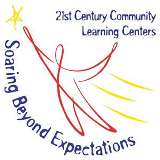 21st Century Community
Learning Centers
Soaring Beyond Expectations